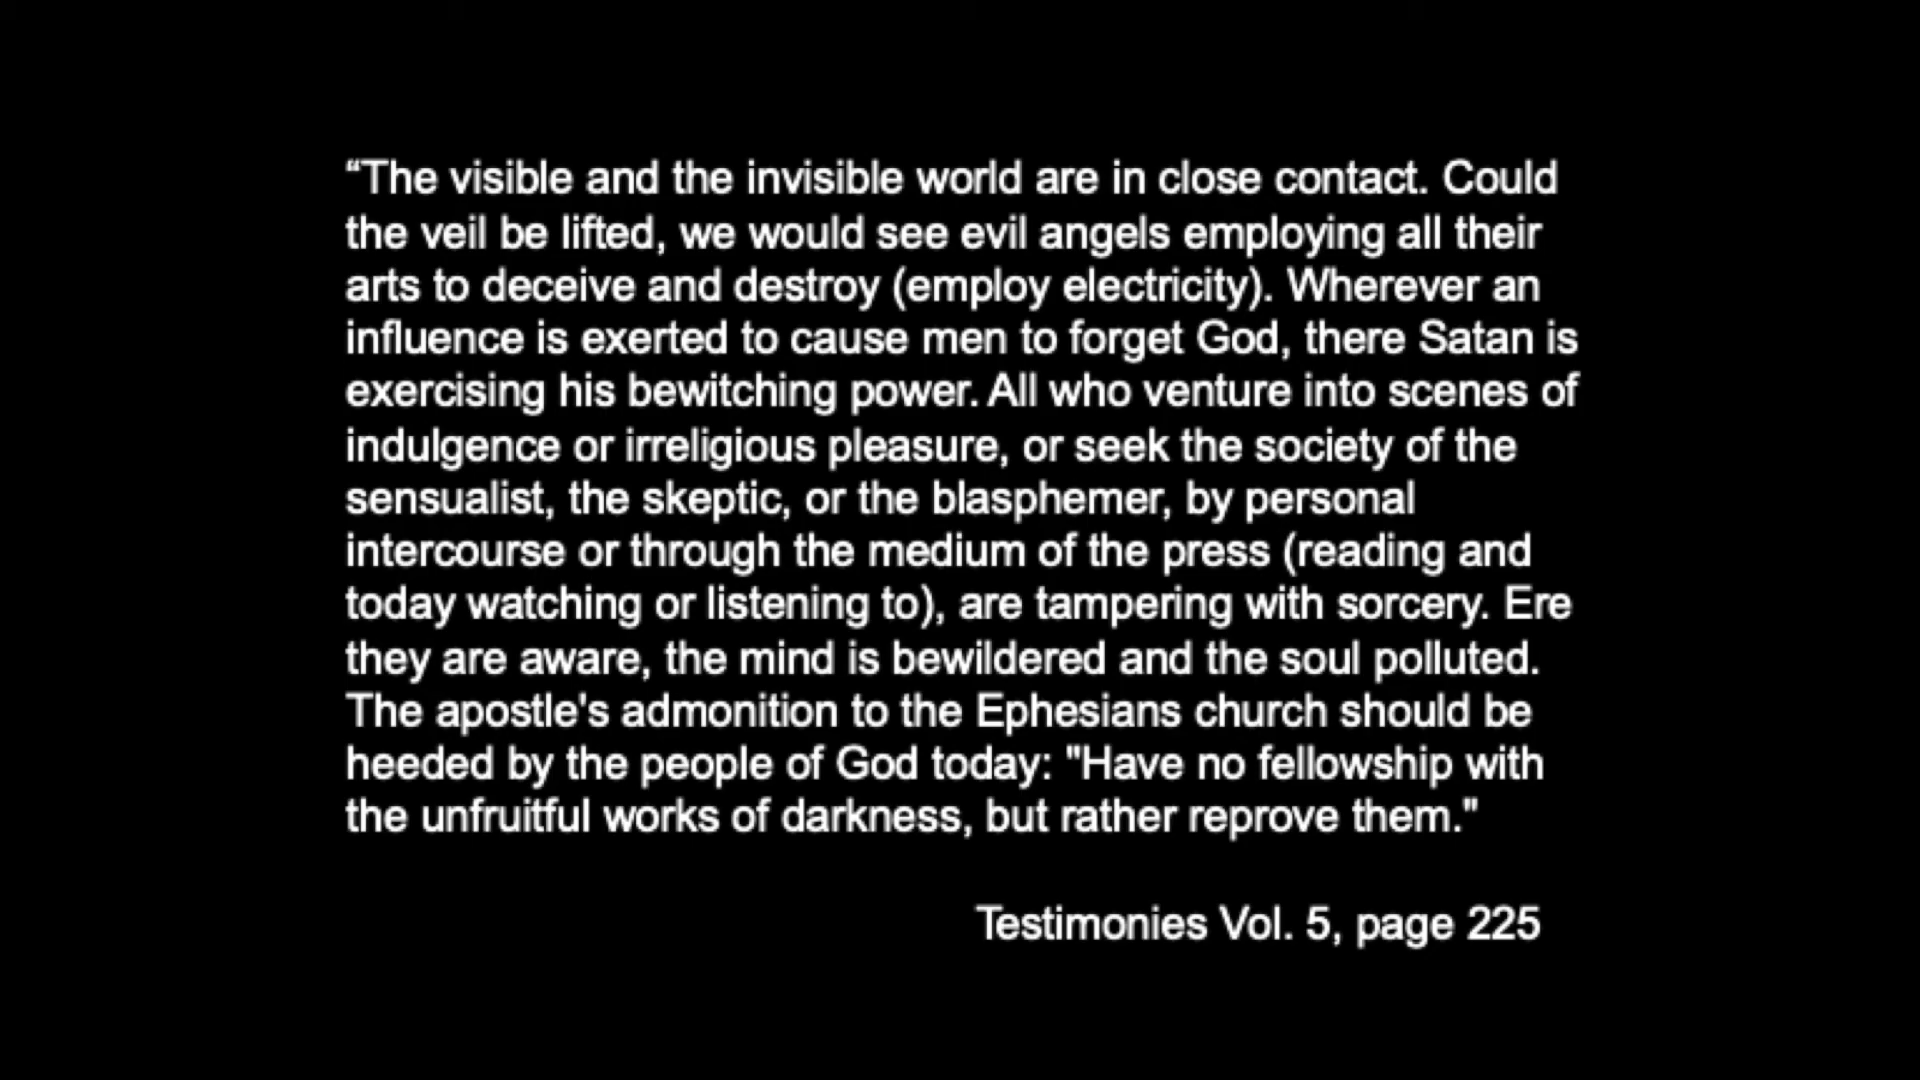 “The visible and the invisible world are in close contact. Could
the veil be lifted, we would see evil angels employing all their
arts to deceive and destroy (employ electricity). Wherever an
influence is exerted to cause men to forget God, there Satan is
exercising his bewitching power. All who venture into scenes of
indulgence or irreligious pleasure, or seek the society of the
sensualist, the skeptic, or the blasphemer, by personal
intercourse or through the medium of the press (reading and
today watching or listening to), are tampering with sorcery. Ere
they are aware, the mind is bewildered and the soul polluted.
The apostle's admonition to the Ephesians church should be
heeded by the people of God today: "Have no fellowship with
the unfruitful works of darkness, but rather reprove them."
Testimonies Vol. 5, page 225